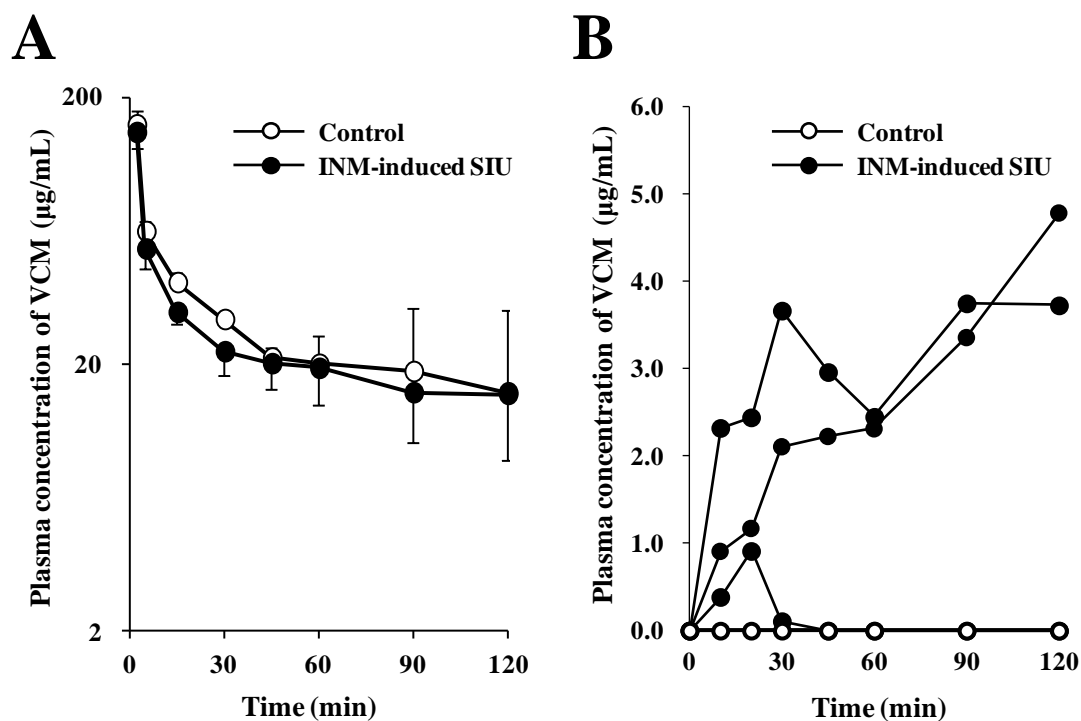 A
Plasma concentration of VCM (µg/mL)
200
20
2
Control
INM-induced SIU
0 30 60 90 120
Time (min)
B
Plasma concentration of VCM (µg/mL)
6.0
5.0
4.0
3.0
2.0
1.0
0.0
Control
INM-induced SIU
0 30 60 90 120
Time (min)